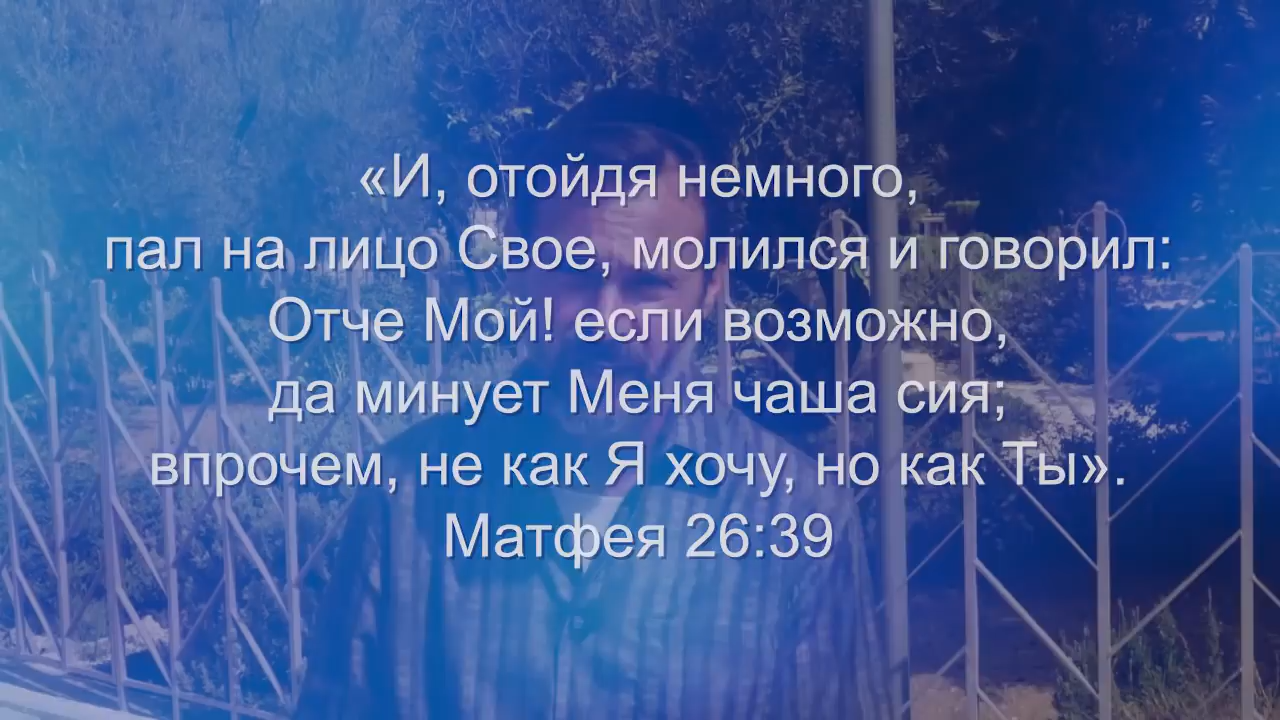 «И, отойдя немного,
пал на лицо Свое, молился и говорил:
Отче Мой! если возможно,
да минует Меня чаша сия;
впрочем, не как Я хочу, но как Ты».
Матфея 26:39